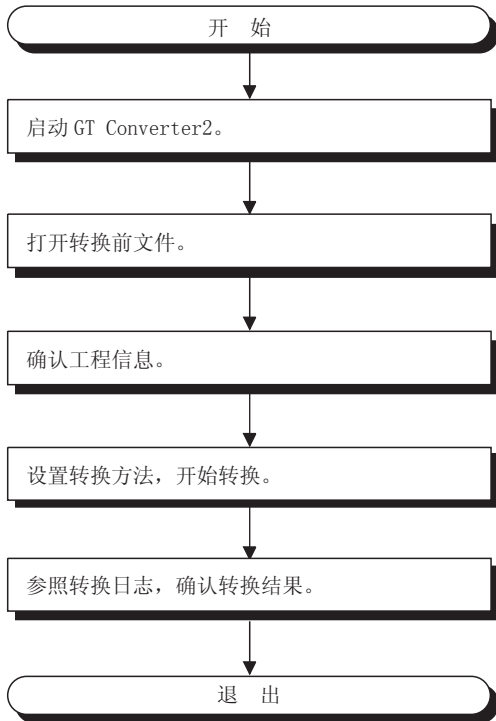 开 始
启动 GT Converter2。
打开转换前文件。
确认工程信息。
设置转换方法，开始转换。
参照转换日志，确认转换结果。
退 出